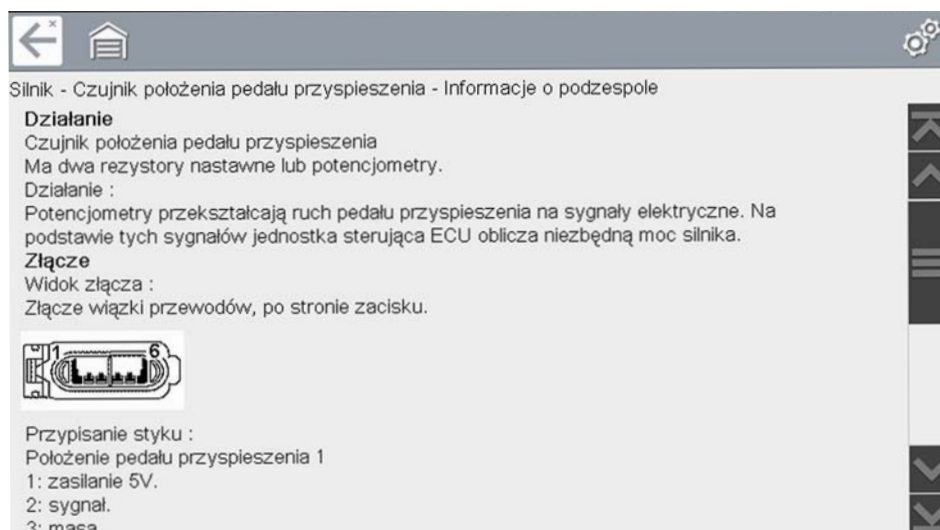 Silnik - Czujnik położenia pedału przyspieszenia - Informacje o podzespole
Działanie
Czujnik położenia pedału przyspieszenia
Ma dwa rezystory nastawne lub potencjometry.
Działanie :
Potencjometry przekształcają ruch pedału przyspieszenia na sygnały elektryczne. Na
podstawie tych sygnałów jednostka sterująca ECU oblicza niezbędną moc silnika.
Złącze
Widok złącza :
Złącze wiązki przewodów, po stronie zacisku.
1 6
Przypisanie styku :
Położenie pedału przyspieszenia 1
1: zasilanie 5V.
2: sygnał.
3: masa